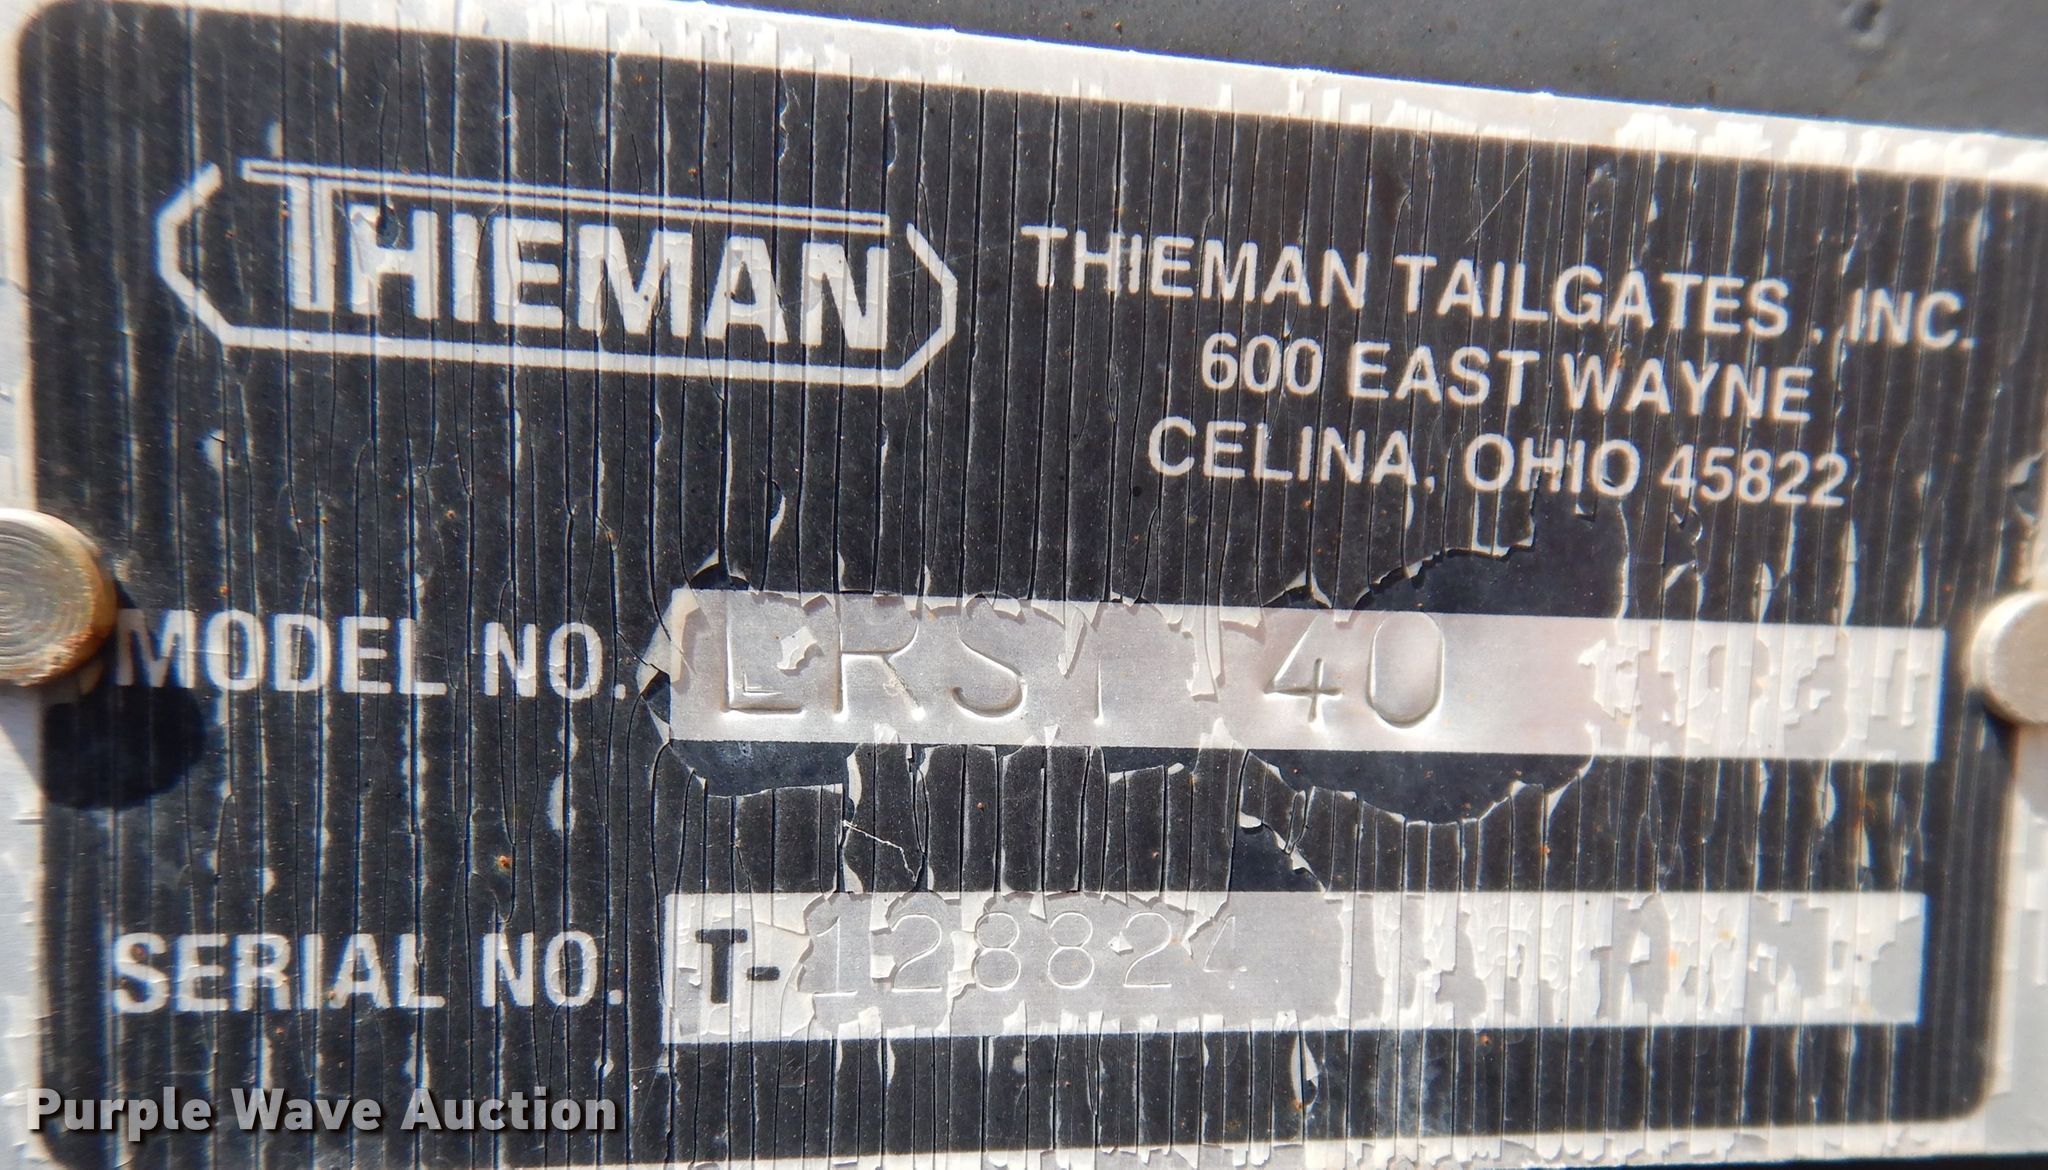 THIEMAN
THIEMAN TAILGATES, INC.
600 EAST WAYNE
CELINA, OHIO 45822
MODEL NO. 40
SERIAL NO. T-128824
Purple Wave Auction